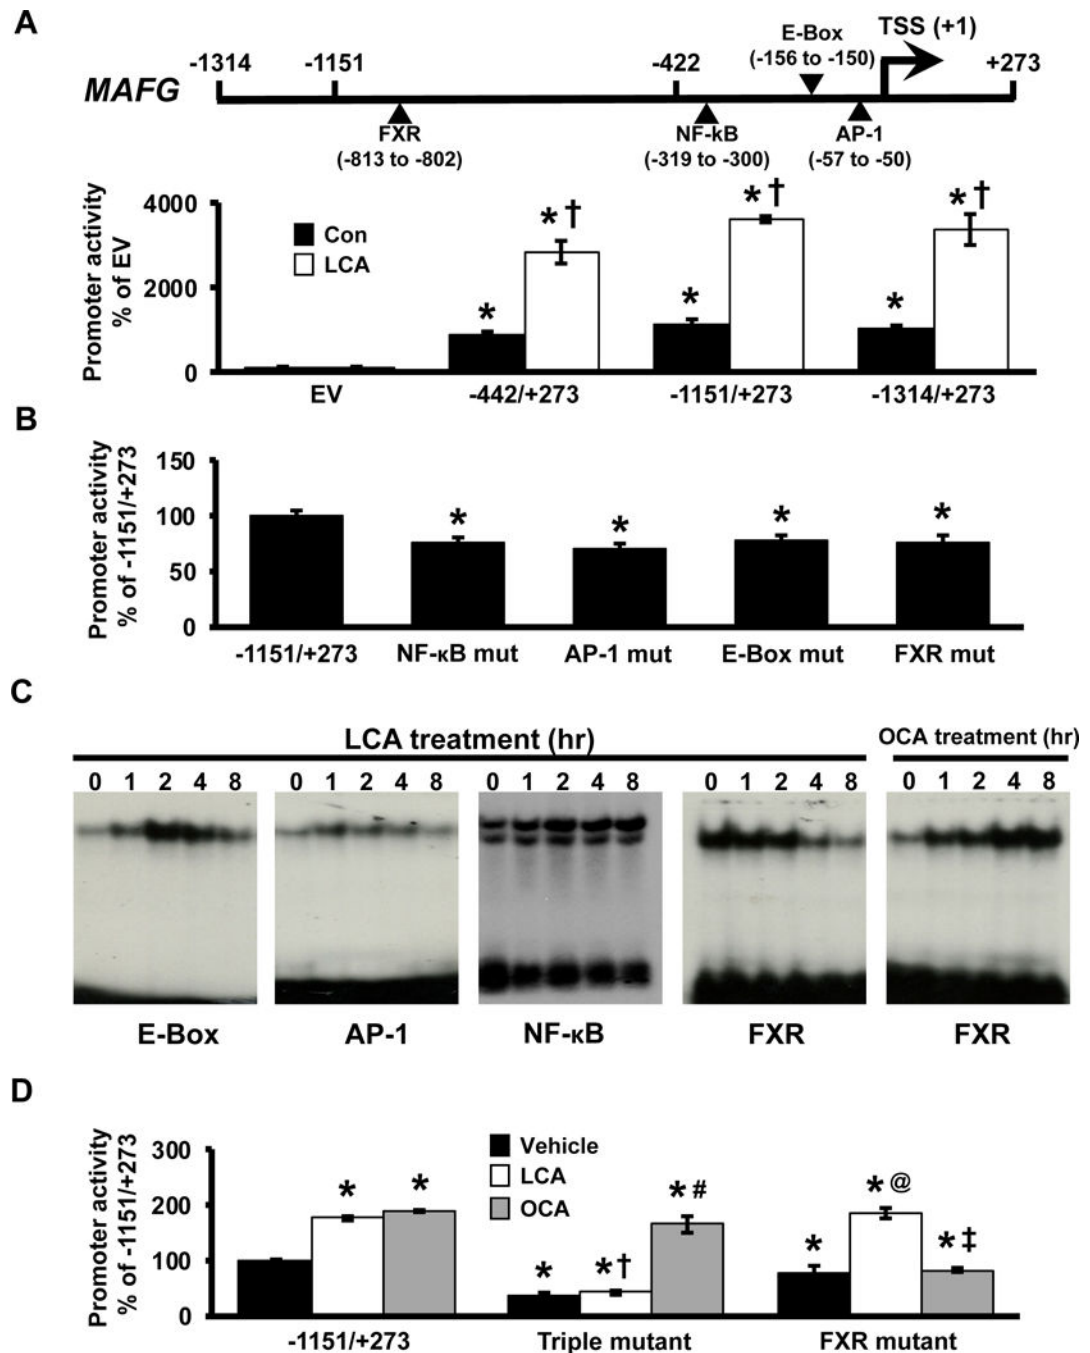 A
E-Box
(-156 to -150)
TSS (+1)
-1314
-1151
-422
+273
MAFG
FXR
(-813 to -802)
NF-kB
(-319 to -300)
AP-1
(-57 to -50)
Promoter activity
% of EV
4000
2000
0
Con
LCA
*
*†
*
*†
*
*†
EV
-442/+273
-1151/+273
-1314/+273
B
Promoter activity
% of -1151/+273
150
100
50
0
*
*
*
*
-1151/+273
NF-κB mut
AP-1 mut
E-Box mut
FXR mut
C
LCA treatment (hr)
OCA treatment (hr)
0 1 2 4 8
0 1 2 4 8
0 1 2 4 8
0 1 2 4 8
0 1 2 4 8
E-Box
AP-1
NF-κB
FXR
FXR
D
Promoter activity
% of -1151/+273
300
200
100
0
Vehicle
LCA
OCA
*
*
*
*†
*#
*
*@
*‡
-1151/+273
Triple mutant
FXR mutant